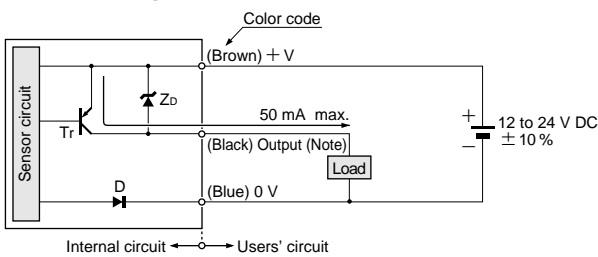 Color code
(Brown) + V
Sensor circuit
Tr
ZD
50 mA max.
(Black) Output (Note)
Load
+
12 to 24 V DC
± 10 %
−
D
(Blue) 0 V
Internal circuit
Users' circuit